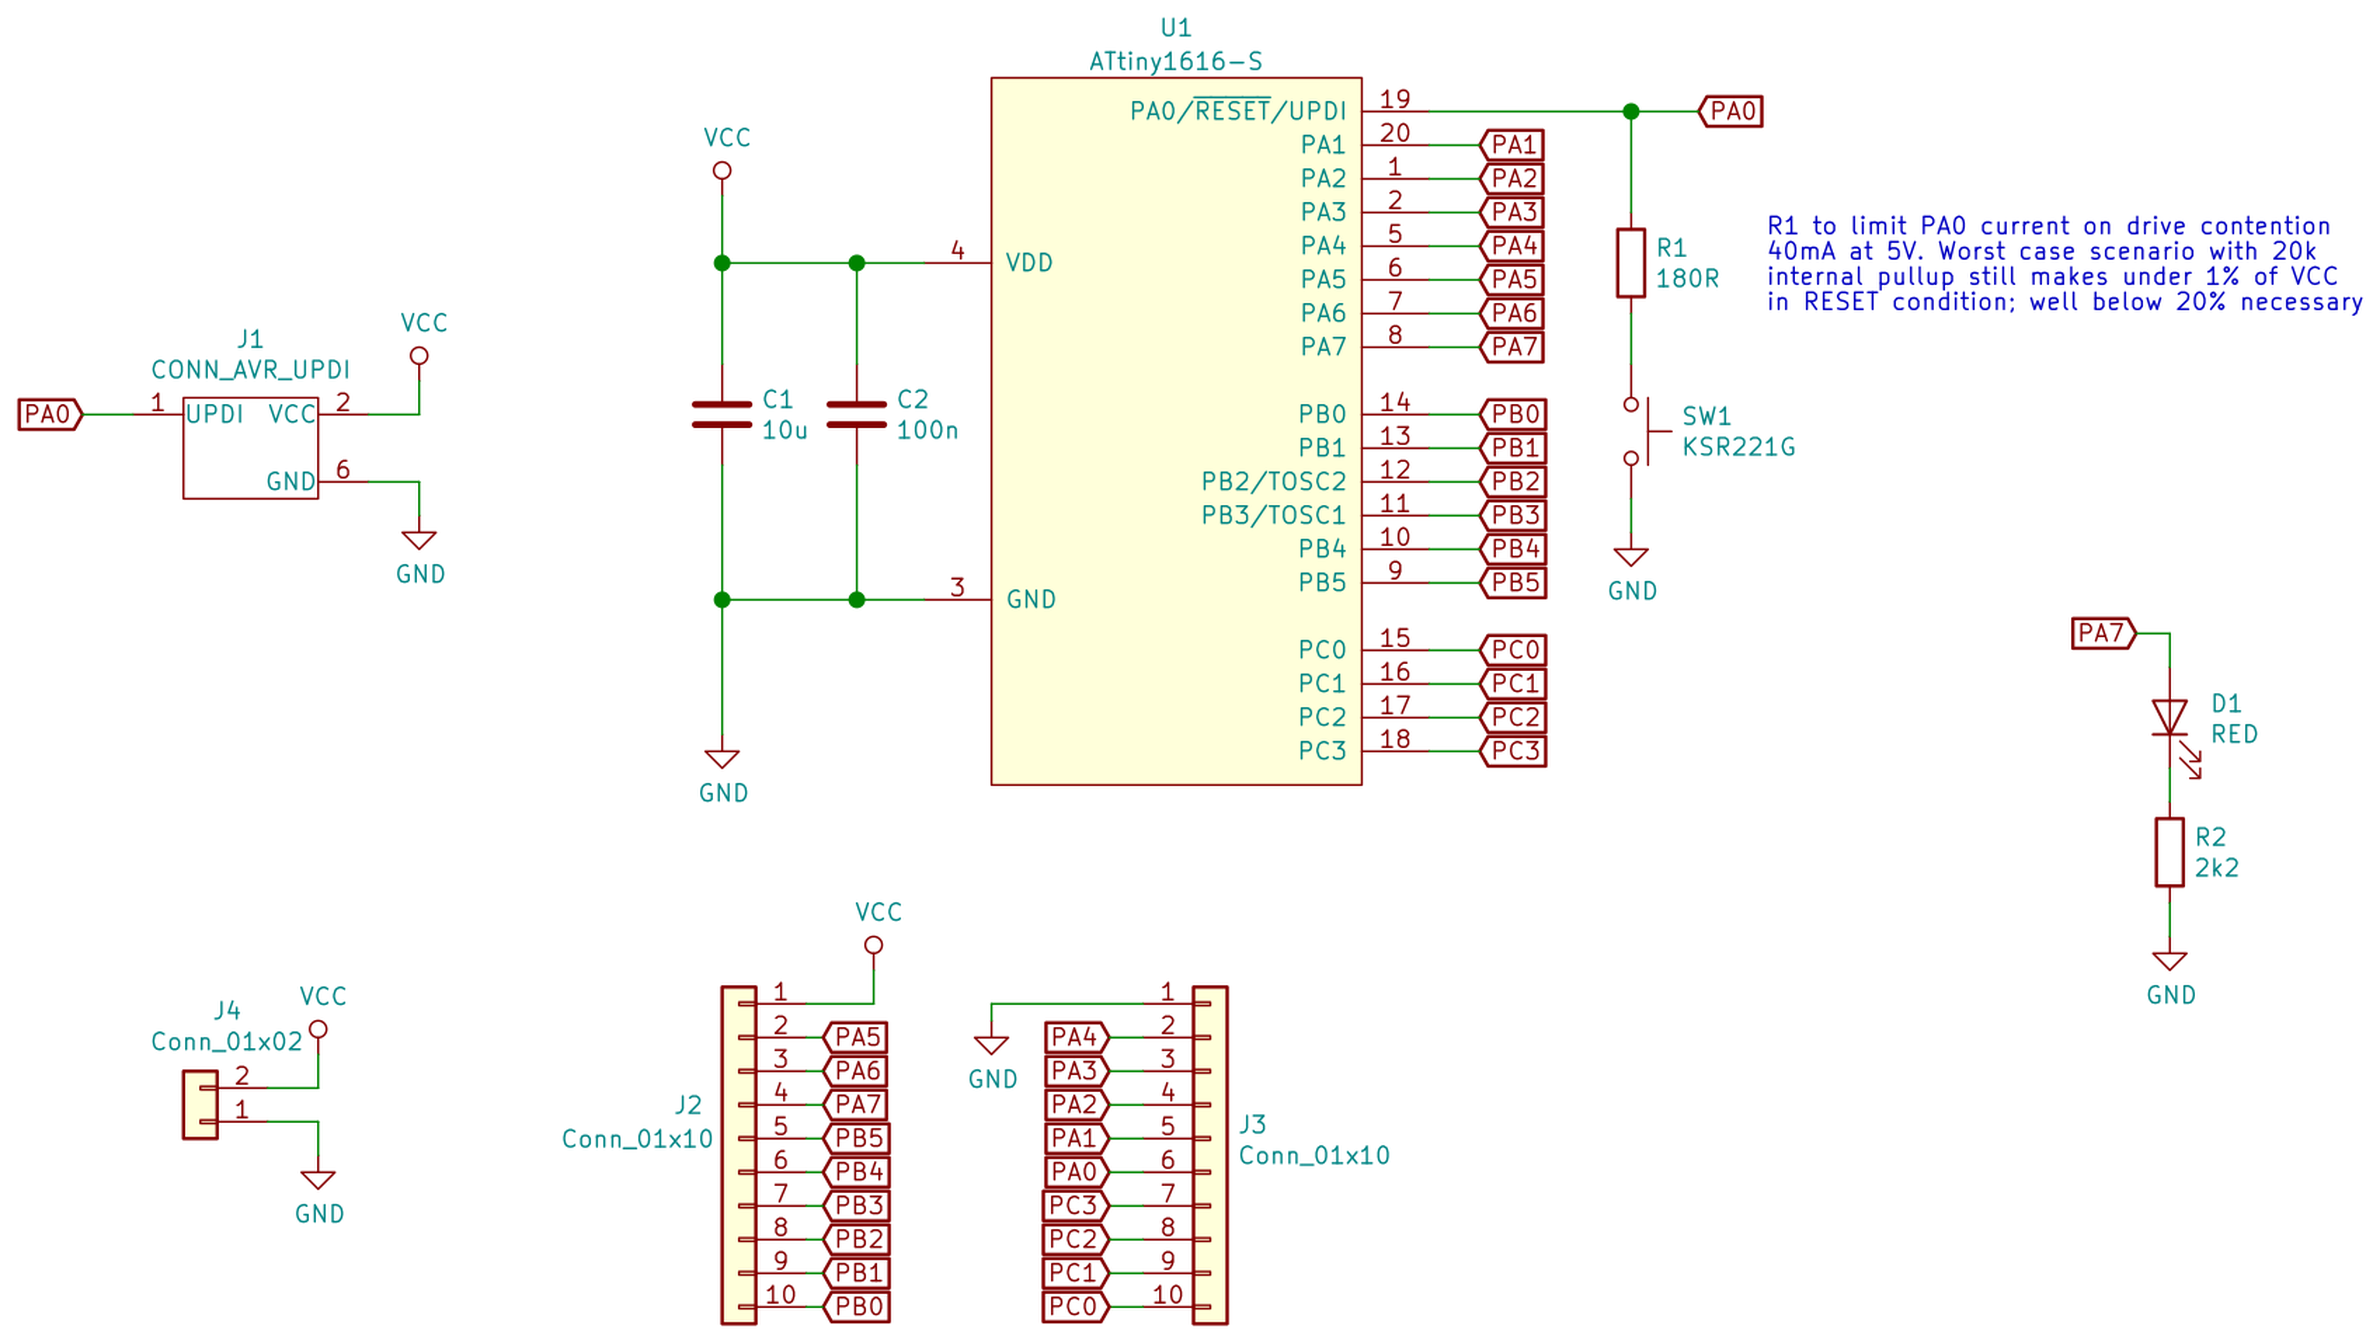 U1
ATtiny1616-S
PA0/RESET/UPDI 19 PA0
PA1 20 PA1
PA2 1 PA2
PA3 2 PA3
PA4 5 PA4
PA5 6 PA5
PA6 7 PA6
PA7 8 PA7
PB0 14 PB0
PB1 13 PB1
PB2/TOSC2 12 PB2
PB3/TOSC1 11 PB3
PB4 10 PB4
PB5 9 PB5
PC0 15 PC0
PC1 16 PC1
PC2 17 PC2
PC3 18 PC3
4 VDD
3 GND
VCC
C1
10u
C2
100n
GND
R1
180R
SW1
KSR221G
GND
R1 to limit PA0 current on drive contention
40mA at 5V. Worst case scenario with 20k
internal pullup still makes under 1% of VCC
in RESET condition; well below 20% necessary
J1
CONN_AVR_UPDI
PA0 1 UPDI VCC 2
GND 6
VCC
GND
PA7
D1
RED
R2
2k2
GND
J4
Conn_01x02
VCC
2
1
GND
J2
Conn_01x10
VCC
1
2 PA5
3 PA6
4 PA7
5 PB5
6 PB4
7 PB3
8 PB2
9 PB1
10 PB0
GND
1
PA4 2
PA3 3
PA2 4
PA1 5
PA0 6
PC3 7
PC2 8
PC1 9
PC0 10
J3
Conn_01x10